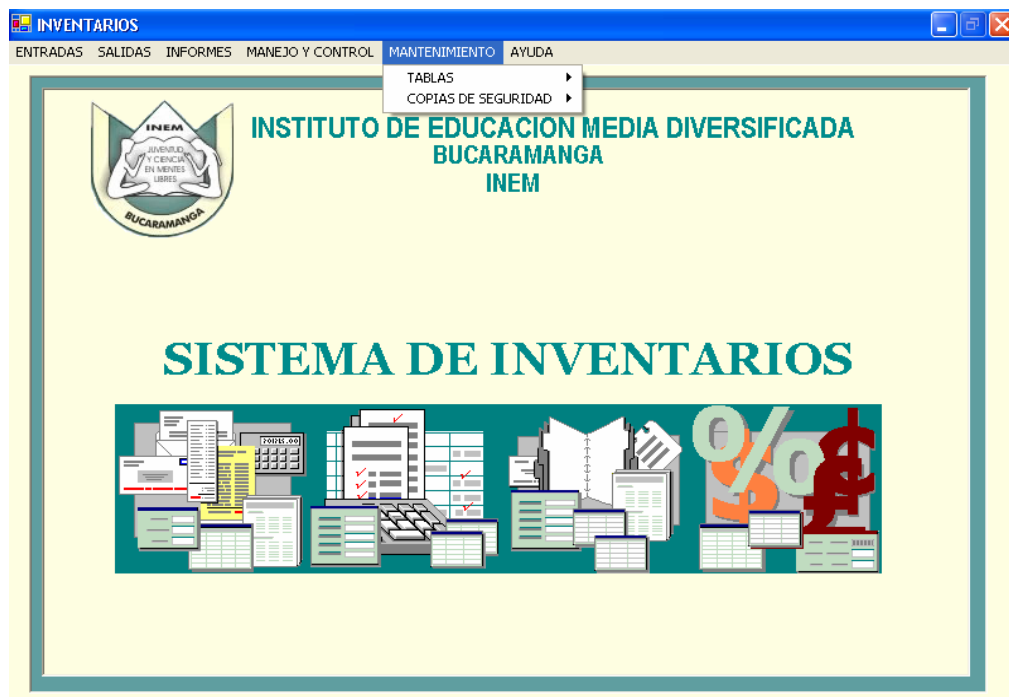 INVENTARIOS
ENTRADAS SALIDAS INFORMES MANEJO Y CONTROL MANTENIMIENTO AYUDA
TABLAS
COPIAS DE SEGURIDAD
INEM
JUVENTUD
Y CIENCIA
EN MENTES
LIBRES
BUCARAMANGA
INSTITUTO DE EDUCACION MEDIA DIVERSIFICADA
BUCARAMANGA
INEM
SISTEMA DE INVENTARIOS
% $ £ ¢